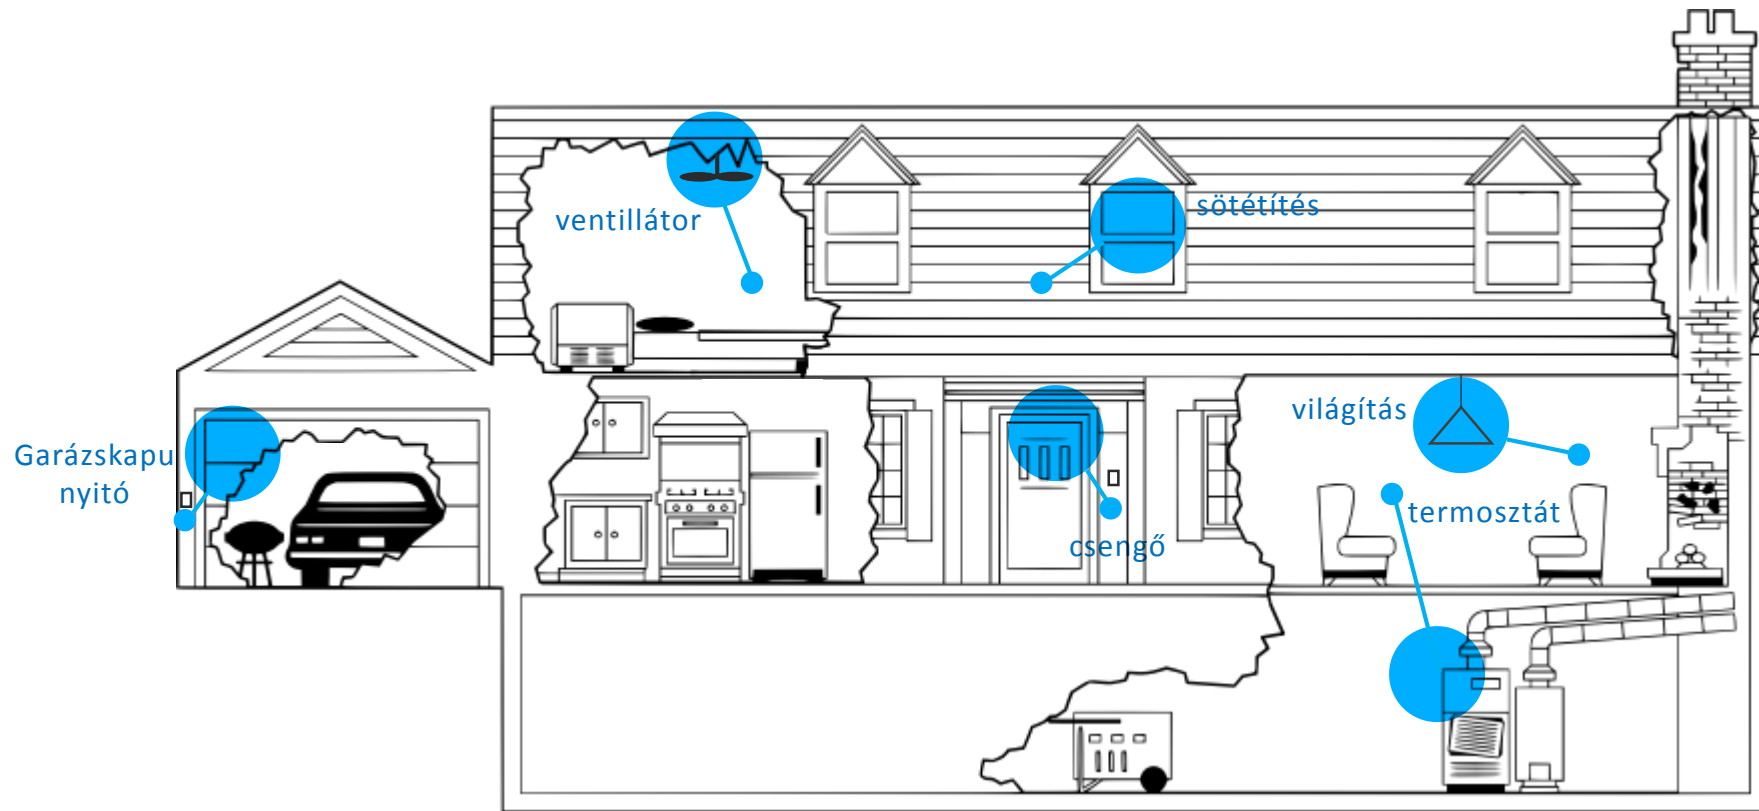 ventillátor
sötétítés
világítás
Garázskapu
nyitó
termosztát
csengő